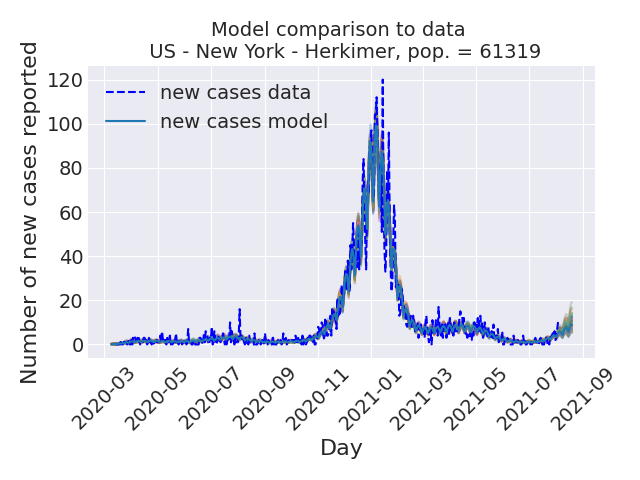 Model comparison to data
US - New York - Herkimer, pop. = 61319
new cases data
new cases model
Number of new cases reported
120
100
80
60
40
20
0
2020-03
2020-05
2020-07
2020-09
2020-11
2021-01
2021-03
2021-05
2021-07
2021-09
Day